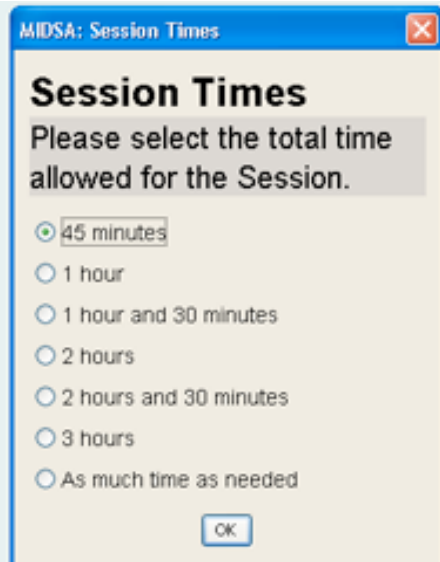 MIDSA: Session Times
Session Times
Please select the total time
allowed for the Session.
45 minutes
1 hour
1 hour and 30 minutes
2 hours
2 hours and 30 minutes
3 hours
As much time as needed
OK